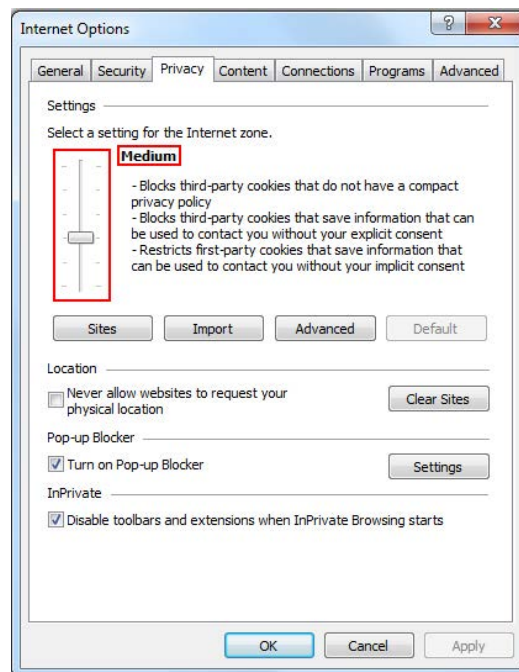 Internet Options
General Security Privacy Content Connections Programs Advanced
Settings
Select a setting for the Internet zone.
Medium
- Blocks third-party cookies that do not have a compact
privacy policy
- Blocks third-party cookies that save information that can
be used to contact you without your explicit consent
- Restricts first-party cookies that save information that
can be used to contact you without your implicit consent
Sites Import Advanced Default
Location
Never allow websites to request your
physical location
Clear Sites
Pop-up Blocker
Turn on Pop-up Blocker
Settings
InPrivate
Disable toolbars and extensions when InPrivate Browsing starts
OK Cancel Apply